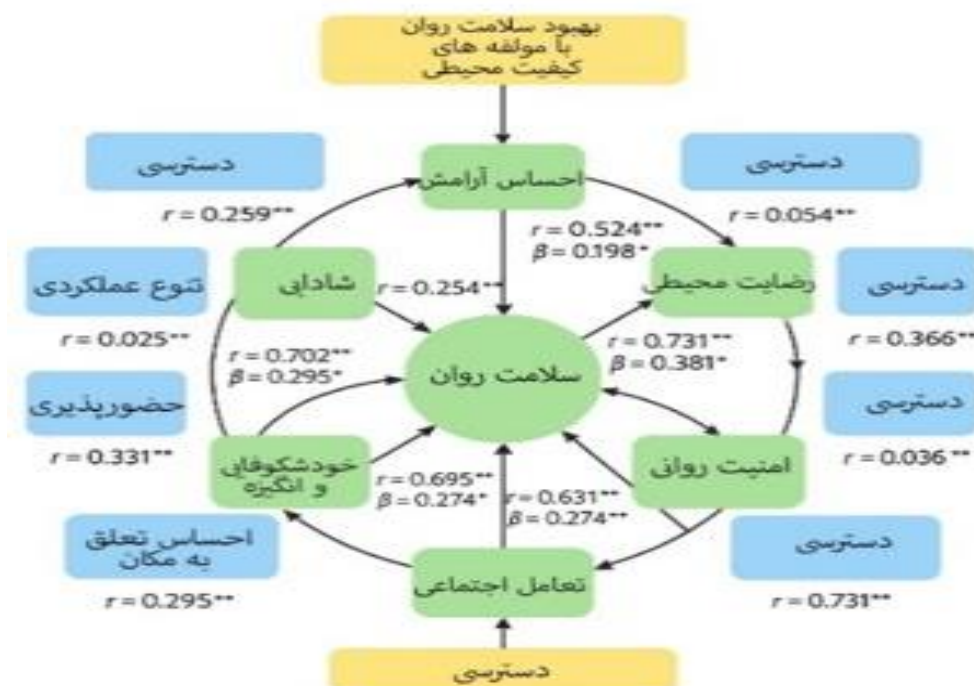 بهبود سلامت روان
با مولفه های
کیفیت محیطی
دسترسی
احساس آرامش
دسترسی
r = 0.259**
r = 0.054**
r = 0.524**
β = 0.198*
تنوع عملکردی
شادابی
r = 0.254**
رضایت محیطی
دسترسی
r = 0.025**
r = 0.366**
r = 0.702**
β = 0.295*
سلامت روان
r = 0.731**
β = 0.381*
حضورپذیری
دسترسی
r = 0.331**
خودشکوفایی
و انگیزه
امنیت روانی
r = 0.036**
r = 0.695**
β = 0.274*
r = 0.631**
β = 0.274**
احساس تعلق
به مکان
دسترسی
r = 0.295**
تعامل اجتماعی
r = 0.731**
دسترسی